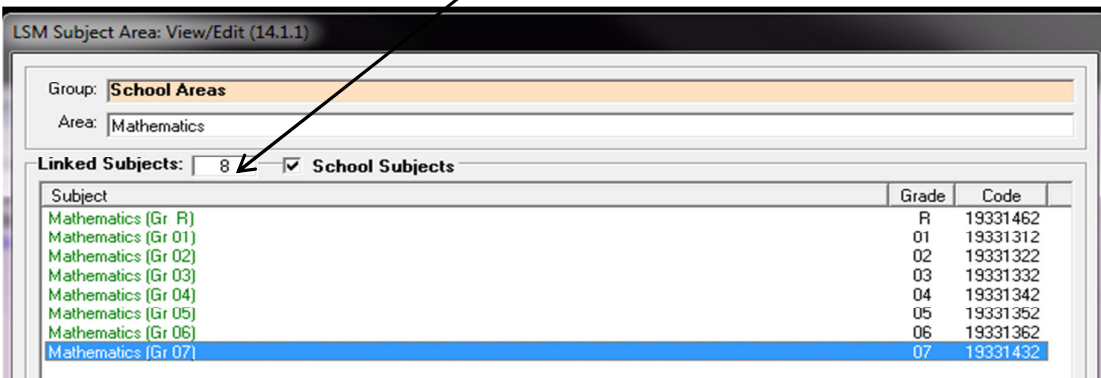 LSM Subject Area: View/Edit (14.1.1)
Group: School Areas
Area: Mathematics
Linked Subjects: 8 School Subjects
Subject Grade Code
Mathematics (Gr R) R 19331462
Mathematics (Gr 01) 01 19331312
Mathematics (Gr 02) 02 19331322
Mathematics (Gr 03) 03 19331332
Mathematics (Gr 04) 04 19331342
Mathematics (Gr 05) 05 19331352
Mathematics (Gr 06) 06 19331362
Mathematics (Gr 07) 07 19331432